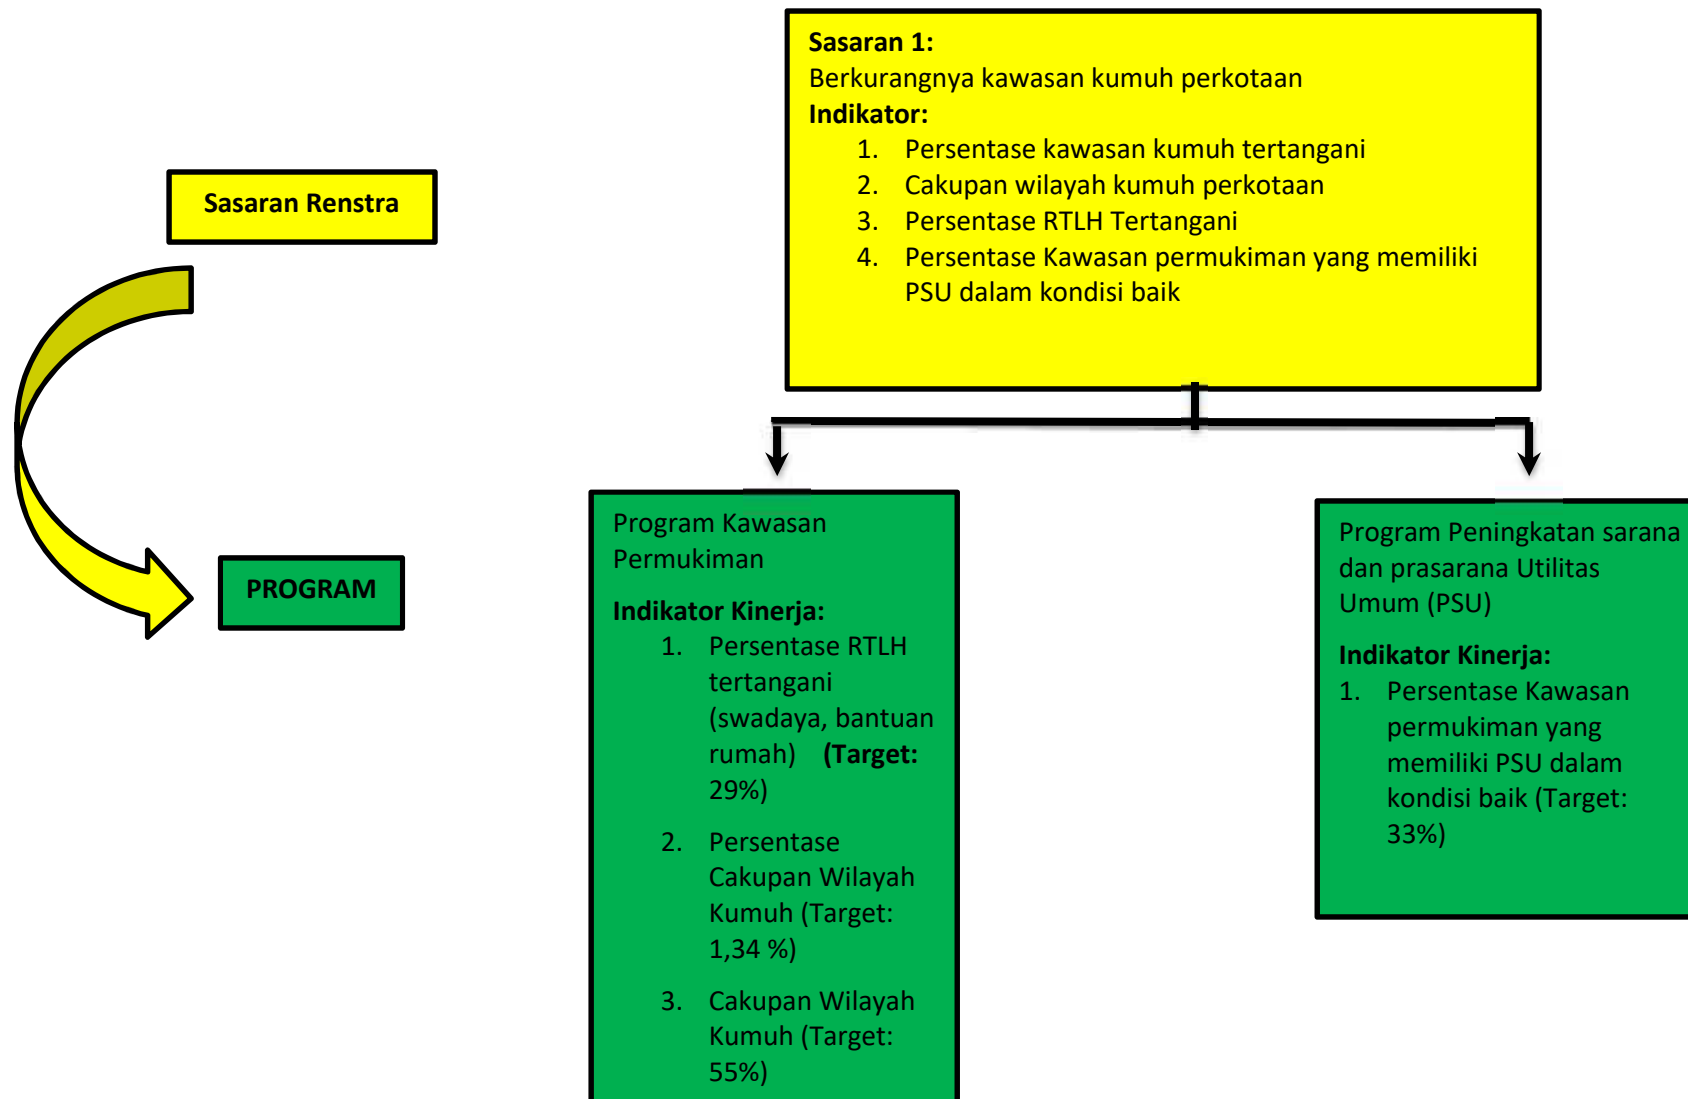 Sasaran 1:
Berkurangnya kawasan kumuh perkotaan
Indikator:
1. Persentase kawasan kumuh tertangani
2. Cakupan wilayah kumuh perkotaan
3. Persentase RTLH Tertangani
4. Persentase Kawasan permukiman yang memiliki
PSU dalam kondisi baik
Sasaran Renstra
PROGRAM
Program Kawasan
Permukiman
Indikator Kinerja:
1. Persentase RTLH
tertangani
(swadaya, bantuan
rumah) (Target:
29%)
2. Persentase
Cakupan Wilayah
Kumuh (Target:
1,34 %)
3. Cakupan Wilayah
Kumuh (Target:
55%)
Program Peningkatan sarana
dan prasarana Utilitas
Umum (PSU)
Indikator Kinerja:
1. Persentase Kawasan
permukiman yang
memiliki PSU dalam
kondisi baik (Target:
33%)